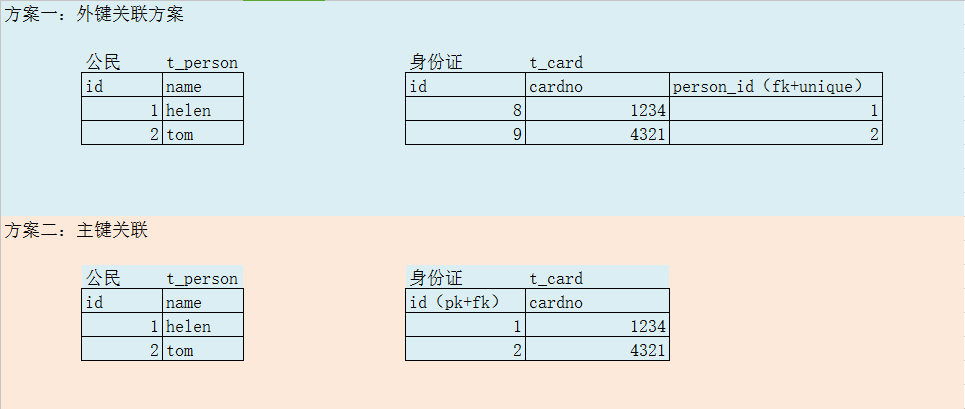 方案一：外键关联方案
公民 t_person 身份证 t_card
id name id cardno person_id（fk+unique）
1 helen 8 1234 1
2 tom 9 4321 2
方案二：主键关联
公民 t_person 身份证 t_card
id name id（pk+fk） cardno
1 helen 1 1234
2 tom 2 4321